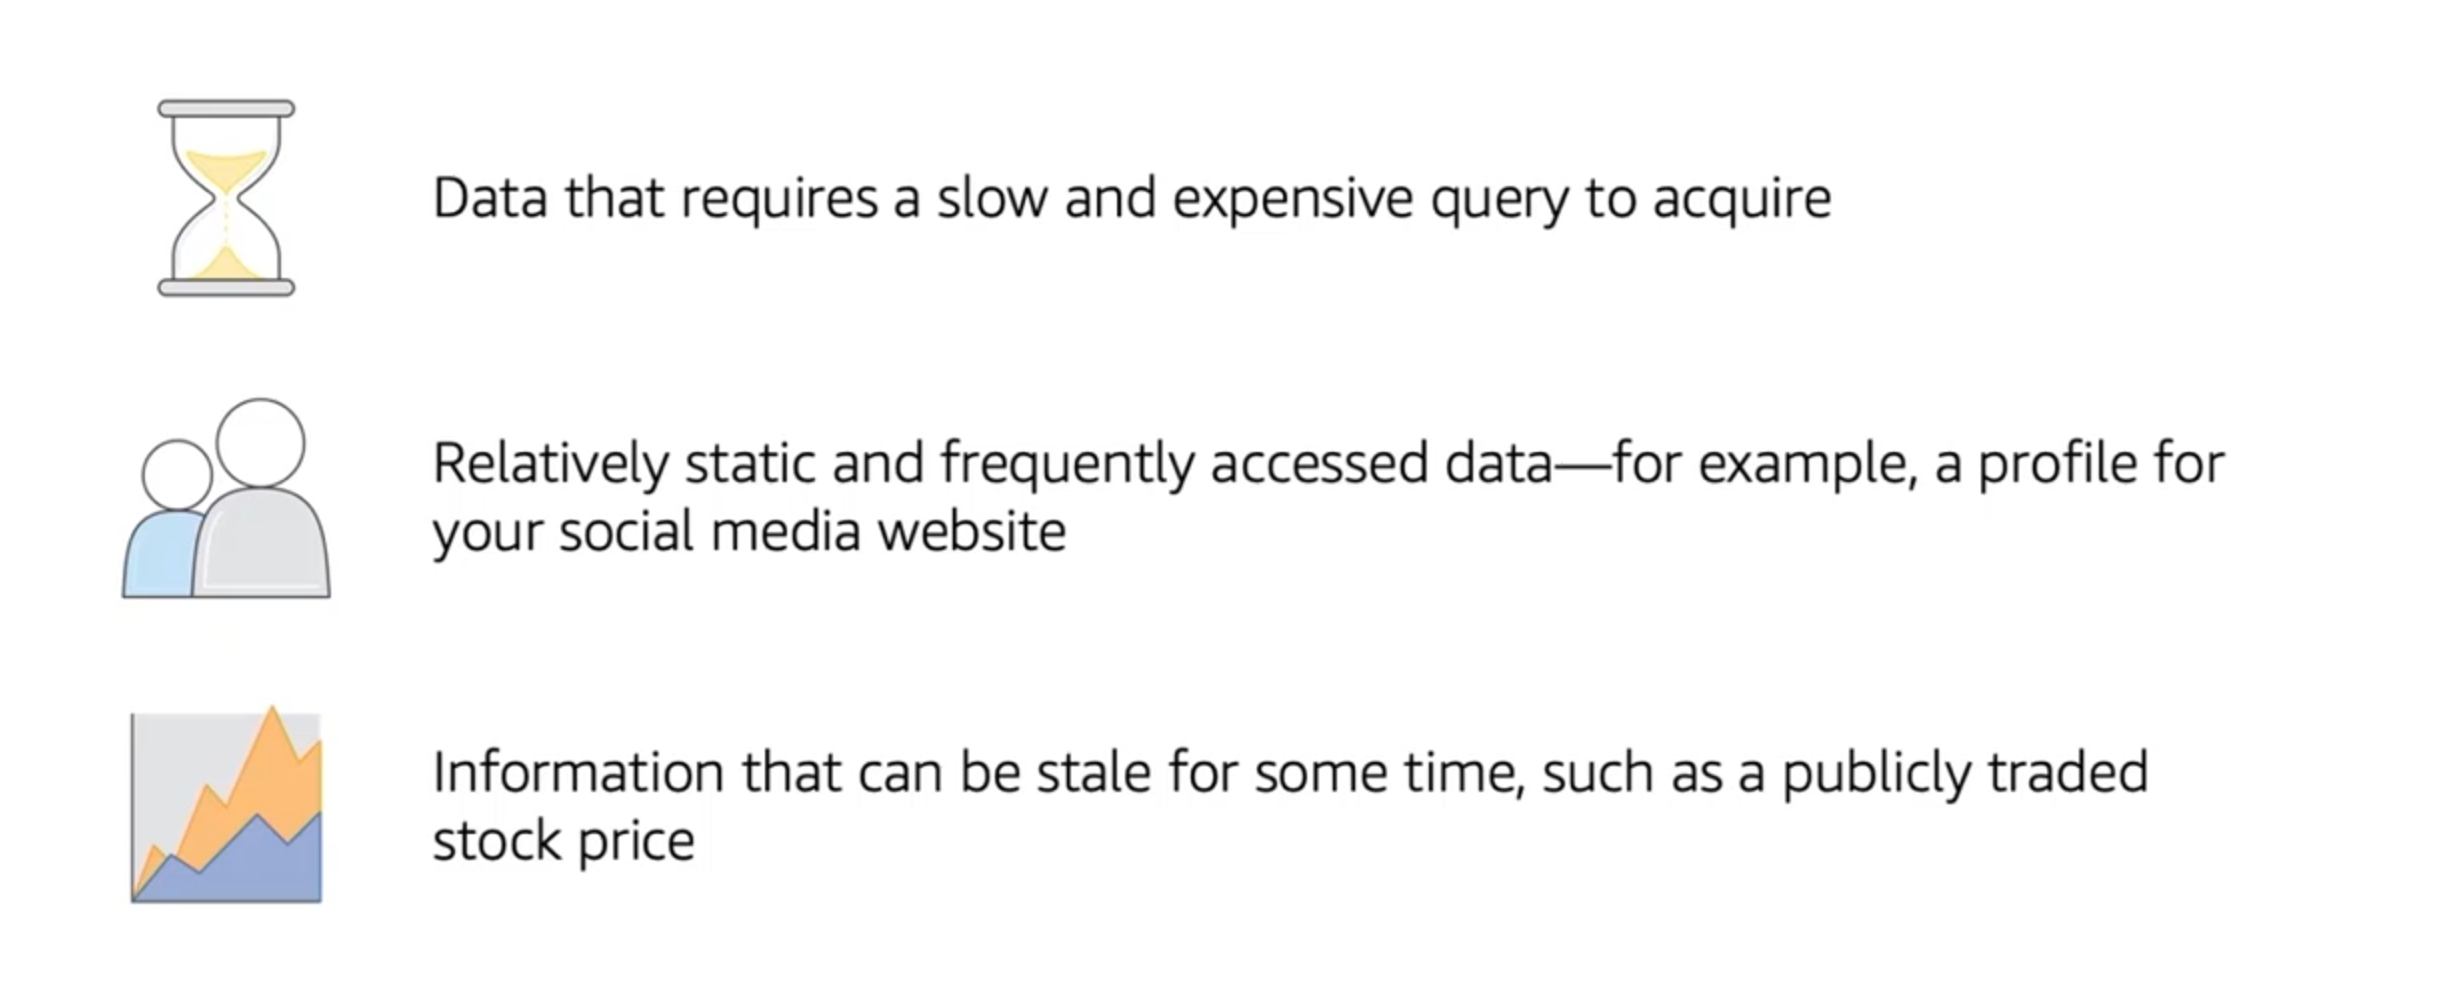 Data that requires a slow and expensive query to acquire
Relatively static and frequently accessed data—for example, a profile for
your social media website
Information that can be stale for some time, such as a publicly traded
stock price